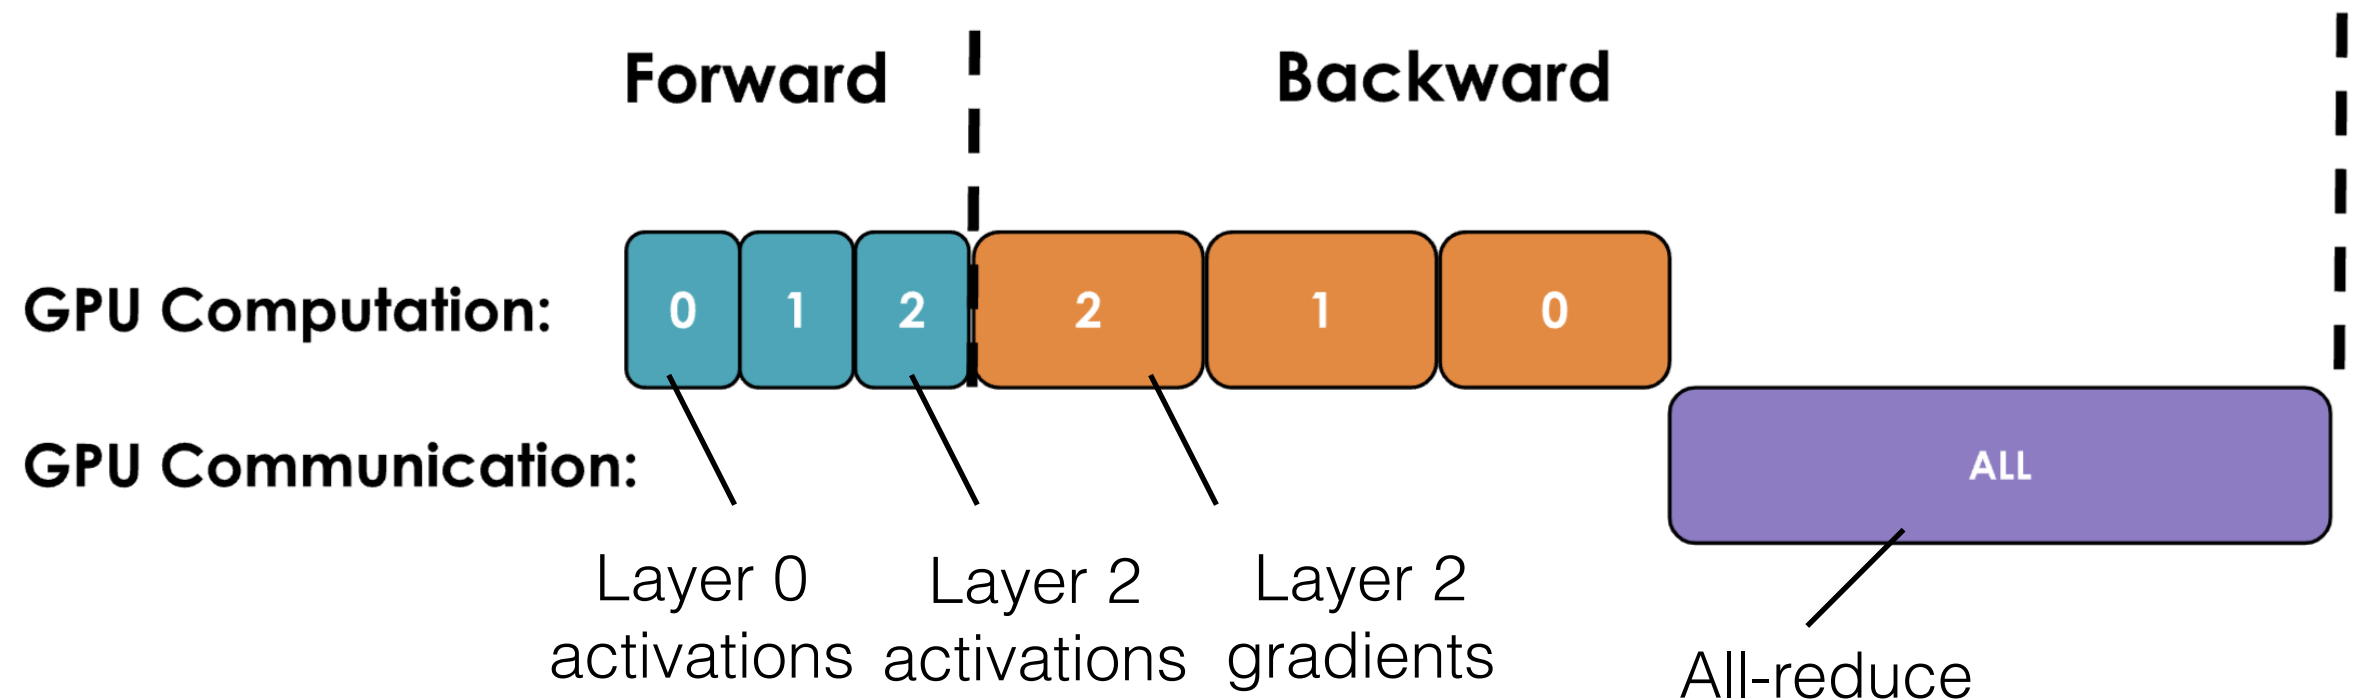 Forward
Backward
GPU Computation:
0
1
2
2
1
0
GPU Communication:
ALL
Layer 0
activations
Layer 2
activations
Layer 2
gradients
All-reduce